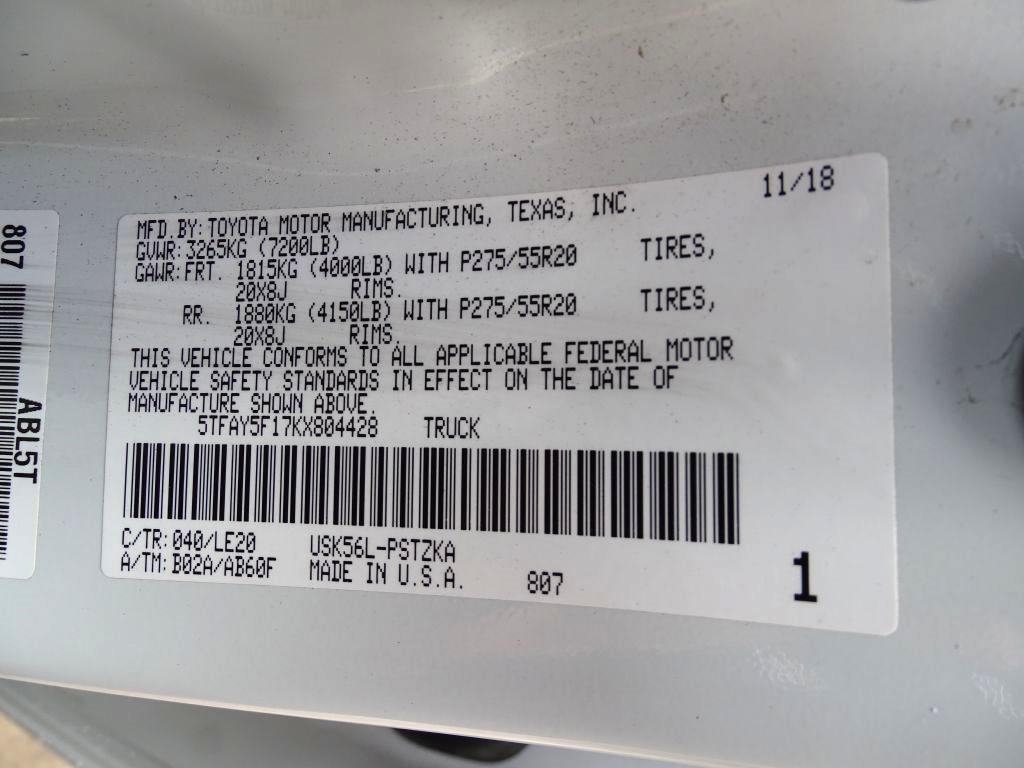 807
ABL5T
11/18
MFD.BY:TOYOTA MOTOR MANUFACTURING, TEXAS, INC.
GVWR:3265KG (7200LB)
GAWR:FRT. 1815KG (4000LB) WITH P275/55R20 TIRES,
20X8J RIMS.
RR. 1880KG (4150LB) WITH P275/55R20 TIRES,
20X8J RIMS.
THIS VEHICLE CONFORMS TO ALL APPLICABLE FEDERAL MOTOR
VEHICLE SAFETY STANDARDS IN EFFECT ON THE DATE OF
MANUFACTURE SHOWN ABOVE.
5TFAY5F17KX804428 TRUCK
C/TR:040/LE20 USK56L-PSTZKA
A/TM:B02A/AB60F MADE IN U.S.A. 807
1